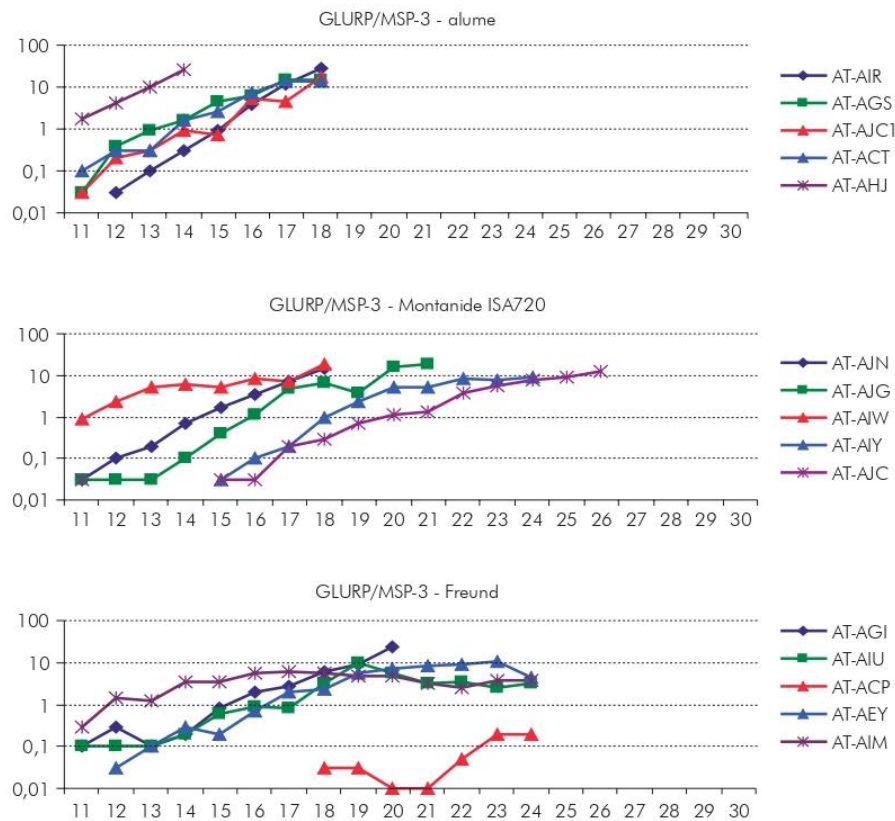 GLURP/MSP-3 - alume
100
10
1
0,1
0,01
11 12 13 14 15 16 17 18 19 20 21 22 23 24 25 26 27 28 29 30
AT-AIR
AT-AGS
AT-AJC1
AT-ACT
AT-AHJ
GLURP/MSP-3 - Montanide ISA720
100
10
1
0,1
0,01
11 12 13 14 15 16 17 18 19 20 21 22 23 24 25 26 27 28 29 30
AT-AJN
AT-AJG
AT-AIW
AT-AIY
AT-AJC
GLURP/MSP-3 - Freund
100
10
1
0,1
0,01
11 12 13 14 15 16 17 18 19 20 21 22 23 24 25 26 27 28 29 30
AT-AGI
AT-AIU
AT-ACP
AT-AEY
AT-AIM